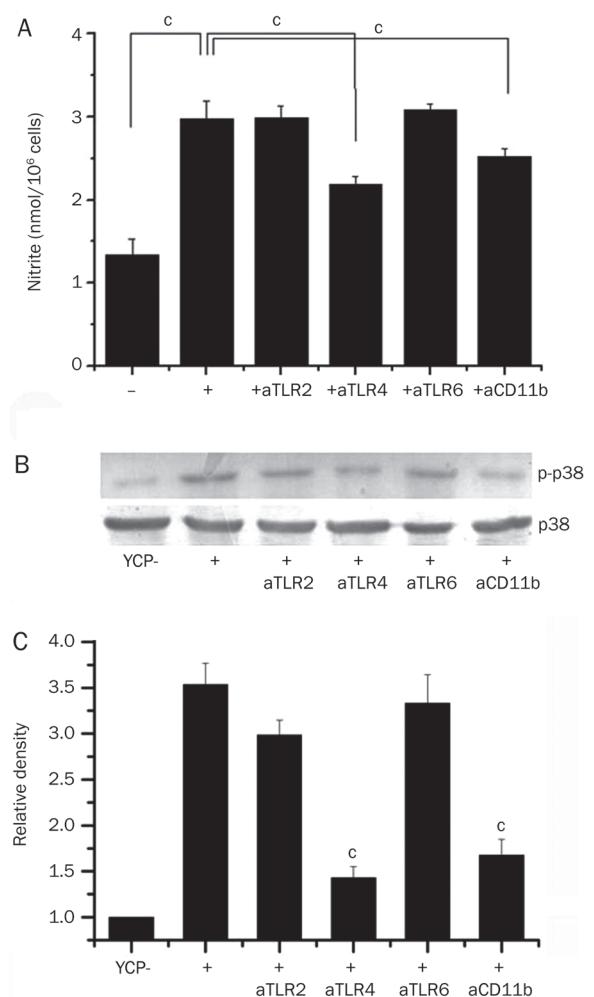 A
c c c
4
3
2
1
0
Nitrite (nmol/10⁶ cells)
– + +aTLR2 +aTLR4 +aTLR6 +aCD11b
B
p-p38
p38
YCP- + + + + +
aTLR2 aTLR4 aTLR6 aCD11b
C
4.0
3.5
3.0
2.5
2.0
1.5
1.0
Relative density
c c
YCP- + + + + +
aTLR2 aTLR4 aTLR6 aCD11b